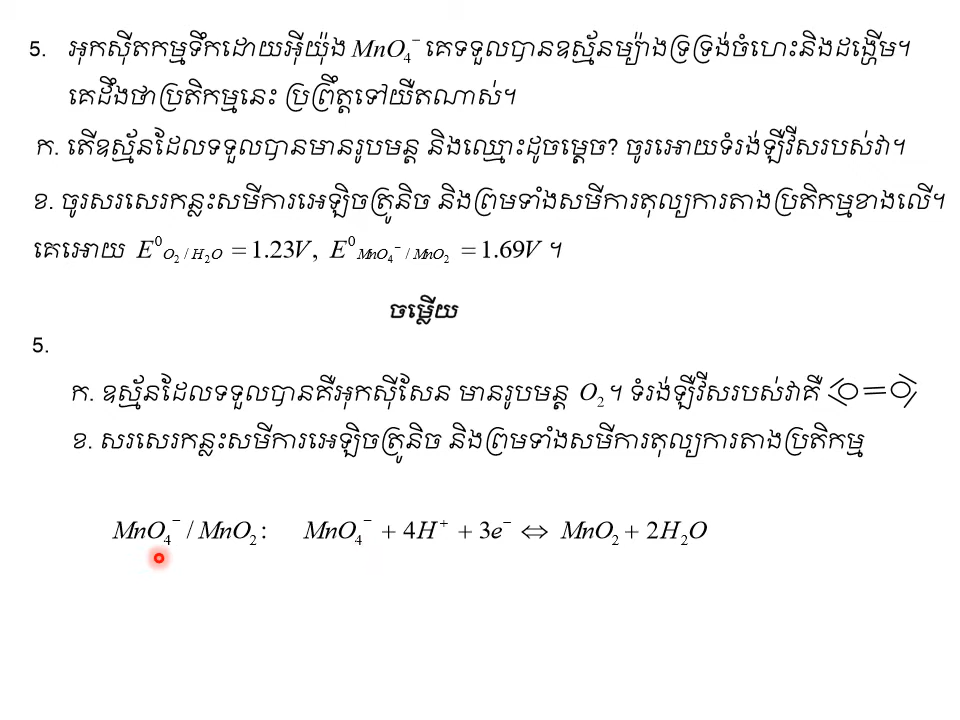 5. អុកស៊ីតកម្មទឹកដោយអ៊ីយ៉ុង MnO₄⁻ គេទទួលបានឧស្ម័នម្យ៉ាងទ្រទ្រង់ចំហេះនិងដង្ហើម។
គេដឹងថាប្រតិកម្មនេះ ប្រព្រឹត្តទៅយឺតណាស់។
ក. តើឧស្ម័នដែលទទួលបានមានរូបមន្ត និងឈ្មោះដូចម្តេច? ចូរអោយទំរង់ឡឺវីសរបស់វា។
ខ. ចូរសរសេរកន្លះសមីការអេឡិចត្រូនិច និងព្រមទាំងសមីការតុល្យការតាងប្រតិកម្មខាងលើ។
គេអោយ E⁰ O₂/H₂O = 1.23V, E⁰ MnO₄⁻/MnO₂ = 1.69V ។
ចម្លើយ
5.
ក. ឧស្ម័នដែលទទួលបានគឺអុកស៊ីសែន មានរូបមន្ត O₂។ ទំរង់ឡឺវីសរបស់វាគឺ O=O
ខ. សរសេរកន្លះសមីការអេឡិចត្រូនិច និងព្រមទាំងសមីការតុល្យការតាងប្រតិកម្ម
MnO₄⁻ / MnO₂: MnO₄⁻ + 4H⁺ + 3e⁻ ⇔ MnO₂ + 2H₂O